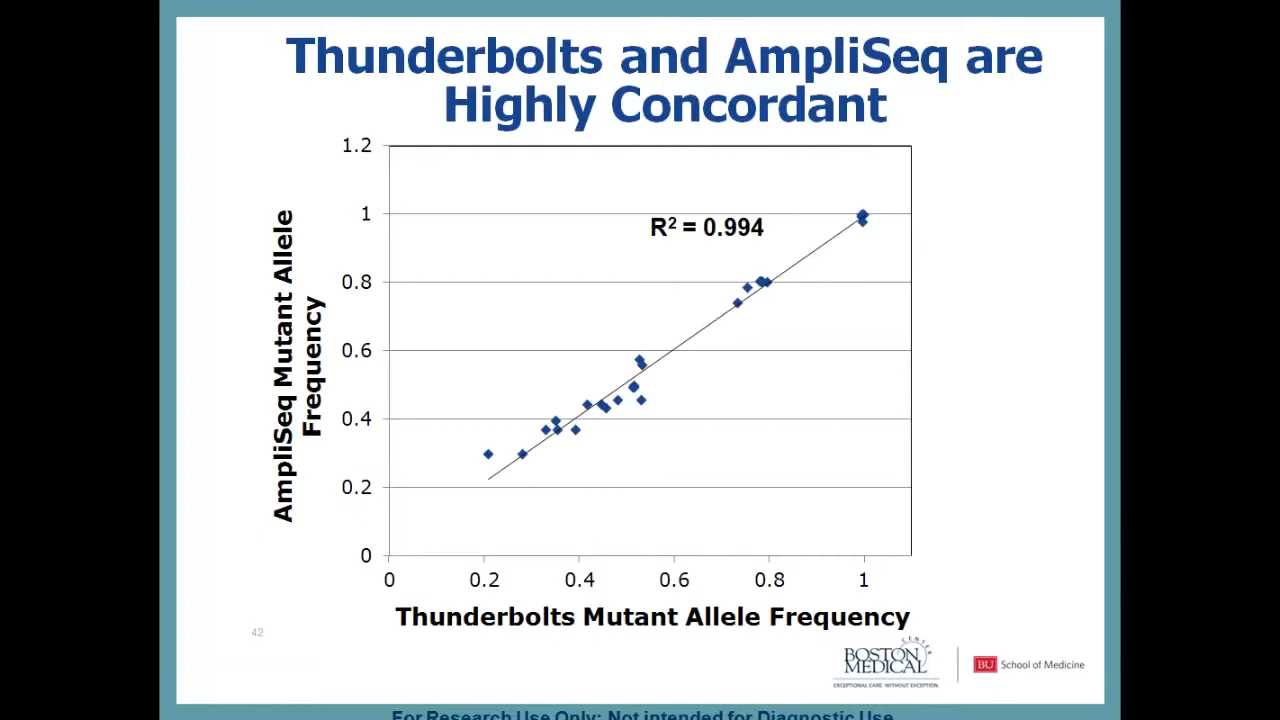 Thunderbolts and AmpliSeq are
Highly Concordant
1.2
1
0.8
0.6
0.4
0.2
0
AmpliSeq Mutant Allele
Frequency
R² = 0.994
0 0.2 0.4 0.6 0.8 1
Thunderbolts Mutant Allele Frequency
42
BOSTON
MEDICAL
CENTER
EXCEPTIONAL CARE. WITHOUT EXCEPTION.
BU School of Medicine
For Research Use Only: Not intended for Diagnostic Use